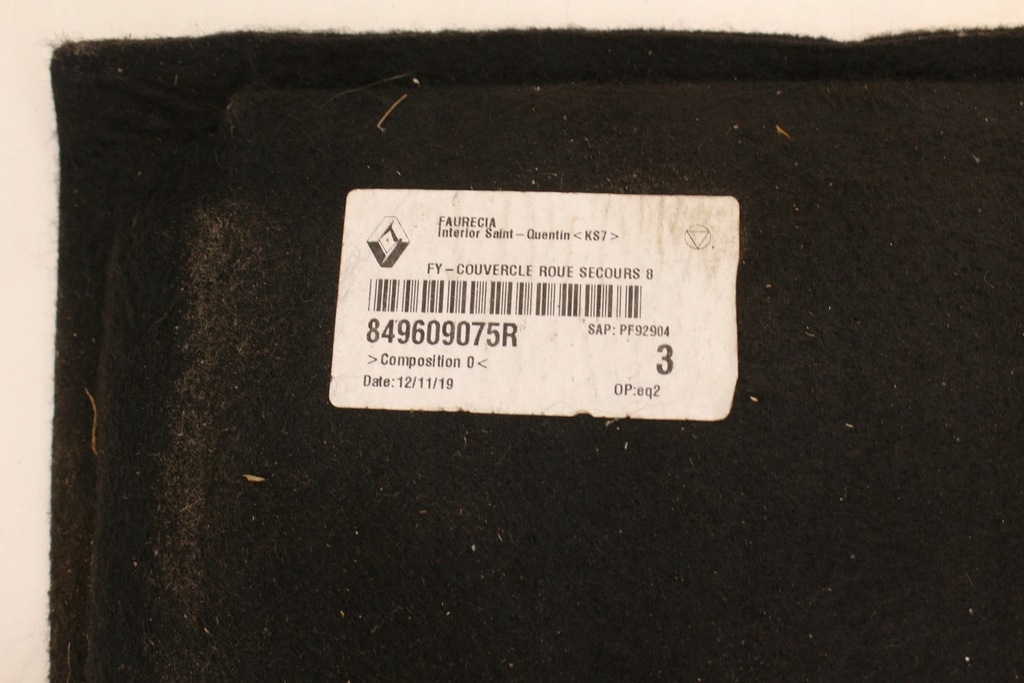 FAURECIA
Interior Saint-Quentin <KS7>
FY-COUVERCLE ROUE SECOURS 8
849609075R
SAP: PF92904
>Composition 0<
3
Date: 12/11/19
OP:eq2